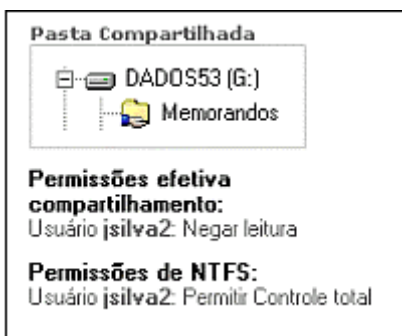 Pasta Compartilhada
DADOS53 (G:)
Memorandos
Permissões efetiva
compartilhamento:
Usuário jsilva2: Negar leitura
Permissões de NTFS:
Usuário jsilva2: Permitir Controle total